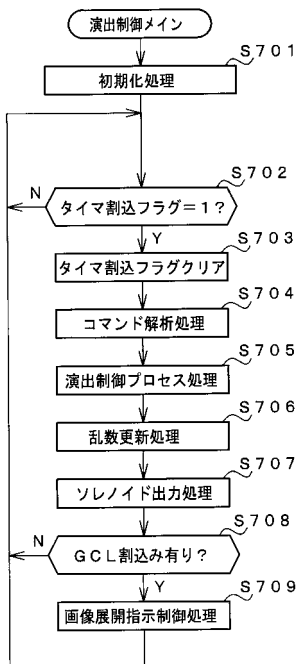 演出制御メイン
S701
初期化処理
S702
N
タイマ割込フラグ=1?
Y
S703
タイマ割込フラグクリア
S704
コマンド解析処理
S705
演出制御プロセス処理
S706
乱数更新処理
S707
ソレノイド出力処理
S708
N
GCL割込み有り?
Y
S709
画像展開指示制御処理